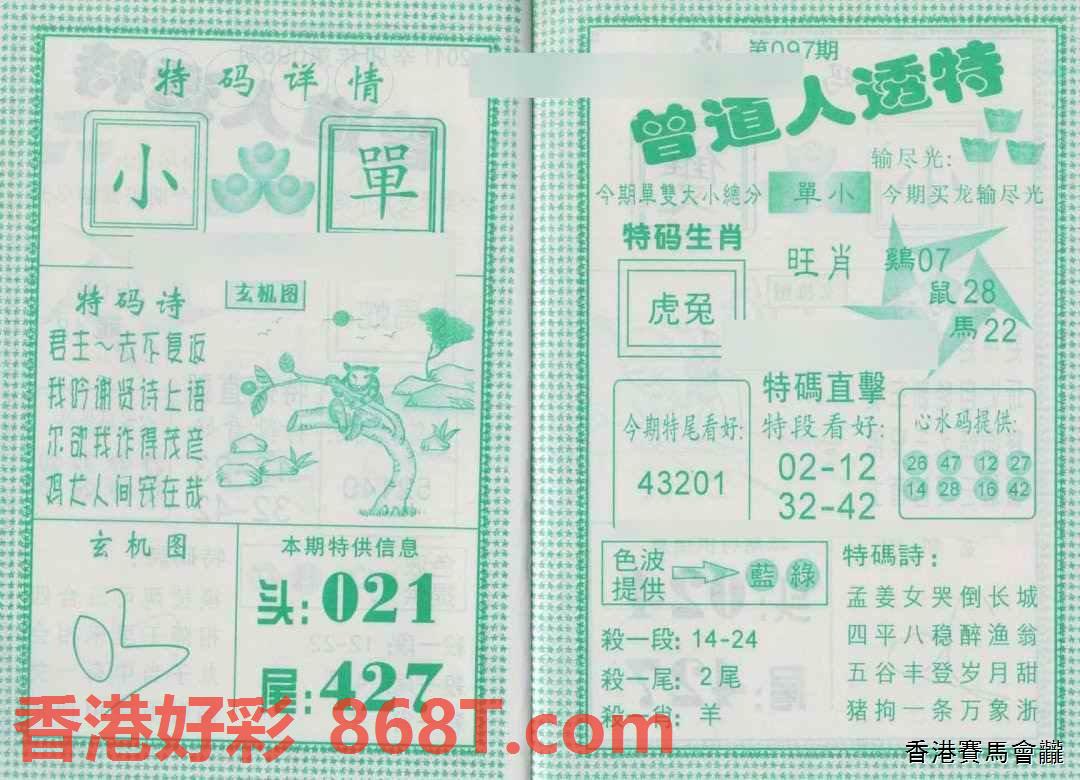 特码详情
小
單
特码诗
君主~去不复返
我吟谢贤诗上语
尔欲我诈得茂彦
人间穷在哉
玄机图
玄机图
本期特供信息
头:021
尾:427
第097期
曾道人透特
输尽光:
今期單雙大小總分
單小
今期买龙输尽光
特码生肖
虎兔
旺肖
鷄07
鼠28
馬22
今期特尾看好:
43201
特碼直擊
特段看好:
02-12
32-42
心水码提供:
26 47 12 27
14 28 16 42
色波
提供
藍綠
殺一段: 14-24
殺一尾: 2尾
殺一肖: 羊
特碼詩:
孟姜女哭倒长城
四平八稳醉渔翁
五谷丰登岁月甜
猪拘一条万象浙
香港好彩 868T.com
香港賽馬會